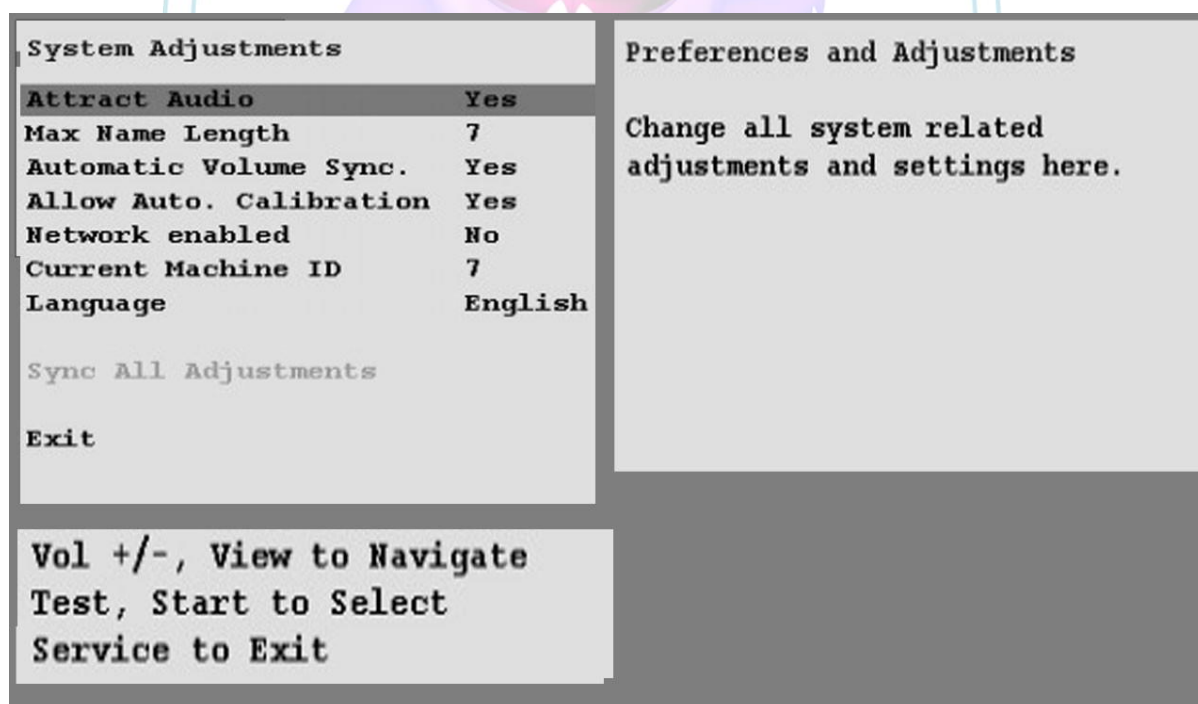 System Adjustments
Attract Audio Yes
Max Name Length 7
Automatic Volume Sync. Yes
Allow Auto. Calibration Yes
Network enabled No
Current Machine ID 7
Language English
Sync All Adjustments
Exit
Preferences and Adjustments
Change all system related
adjustments and settings here.
Vol +/-, View to Navigate
Test, Start to Select
Service to Exit